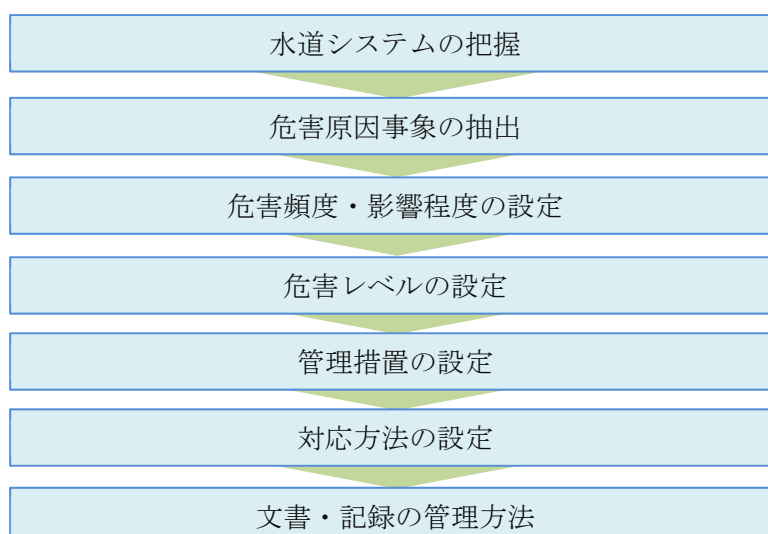 水道システムの把握
危害原因事象の抽出
危害頻度・影響程度の設定
危害レベルの設定
管理措置の設定
対応方法の設定
文書・記録の管理方法